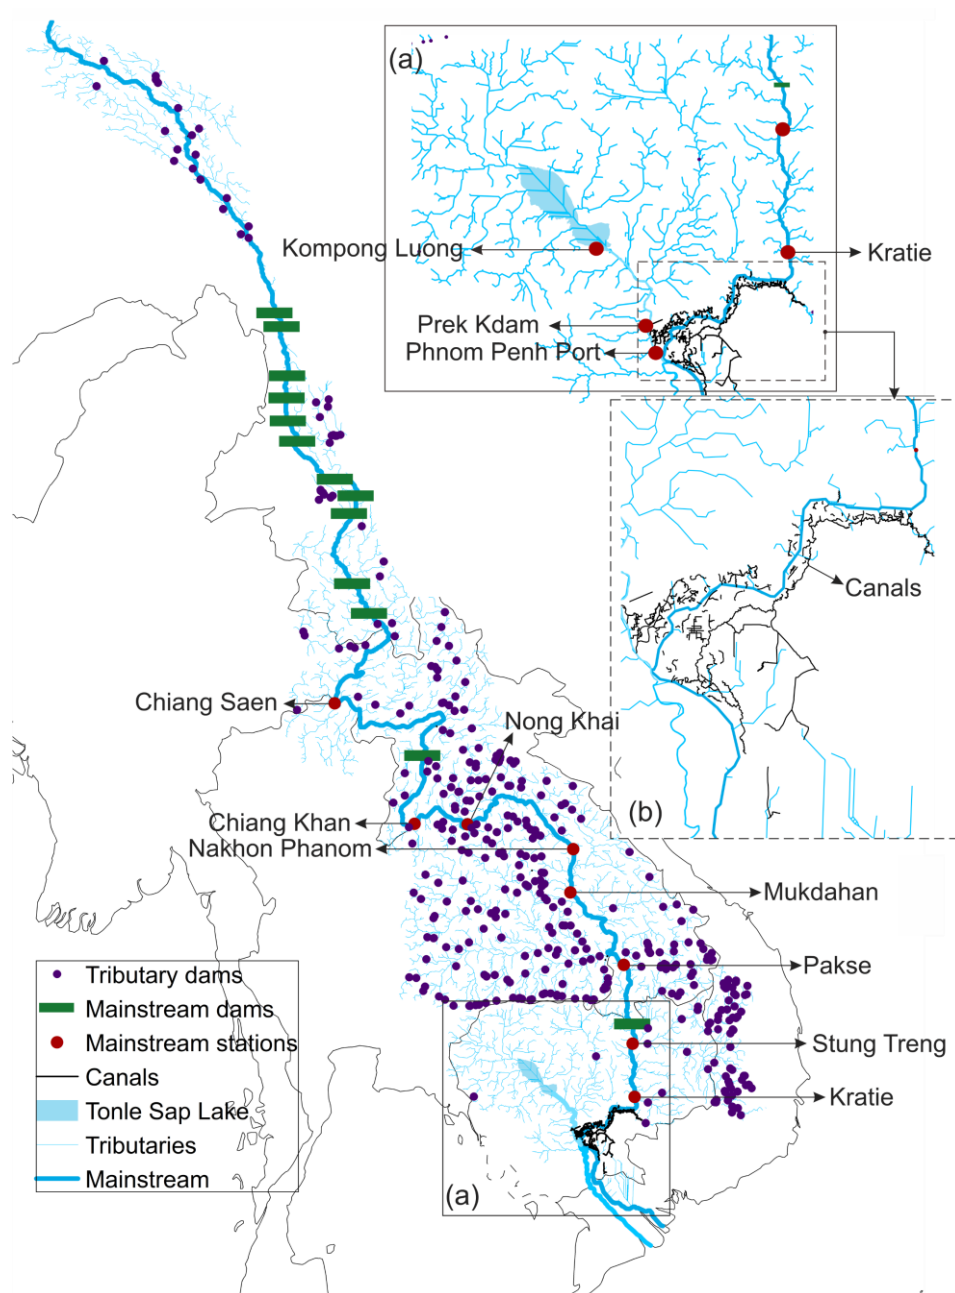 (a)
Kompong Luong
Kratie
Prek Kdam
Phnom Penh Port
Canals
(b)
Chiang Saen
Nong Khai
Chiang Khan
Nakhon Phanom
Mukdahan
Pakse
Stung Treng
Kratie
(a)
Tributary dams
Mainstream dams
Mainstream stations
Canals
Tonle Sap Lake
Tributaries
Mainstream